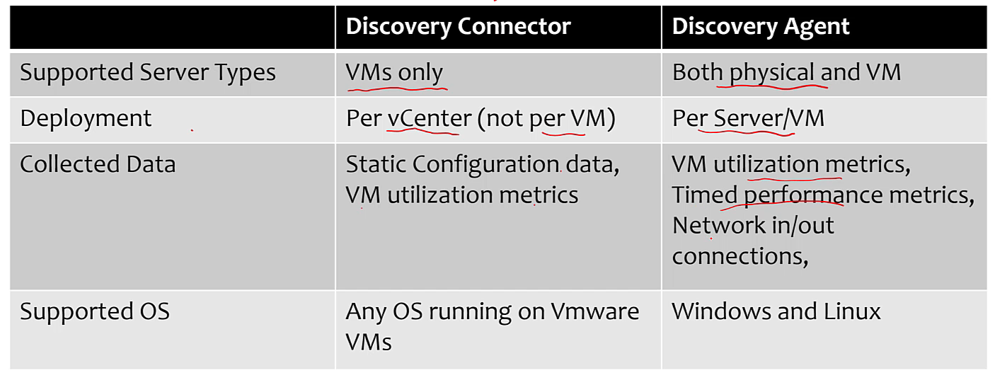 Discovery Connector
Discovery Agent
Supported Server Types
VMs only
Both physical and VM
Deployment
Per vCenter (not per VM)
Per Server/VM
Collected Data
Static Configuration data,
VM utilization metrics
VM utilization metrics,
Timed performance metrics,
Network in/out
connections,
Supported OS
Any OS running on Vmware
VMs
Windows and Linux